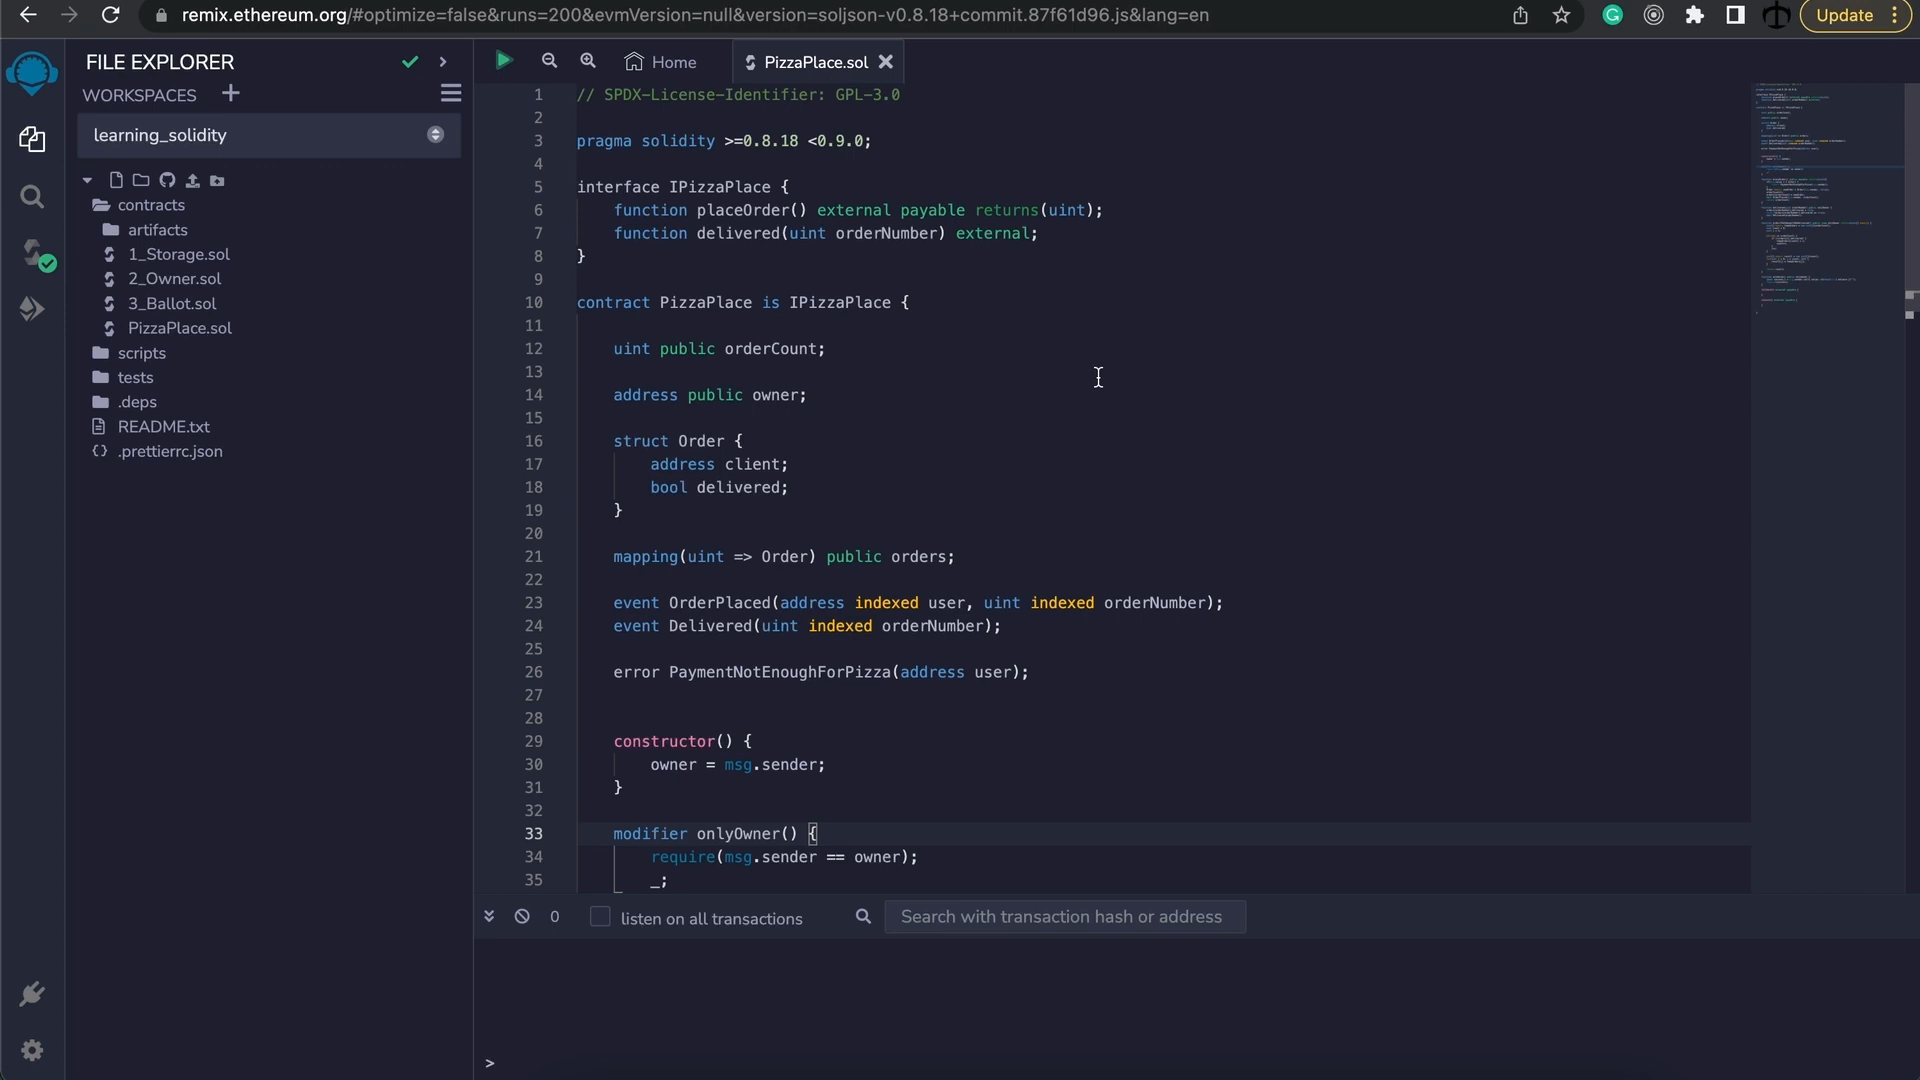 remix.ethereum.org/#optimize=false&runs=200&evmVersion=null&version=soljson-v0.8.18+commit.87f61d96.js&lang=en
Update
FILE EXPLORER
WORKSPACES
learning_solidity
contracts
artifacts
1_Storage.sol
2_Owner.sol
3_Ballot.sol
PizzaPlace.sol
scripts
tests
.deps
README.txt
.prettierrc.json
Home
PizzaPlace.sol
1 // SPDX-License-Identifier: GPL-3.0
2
3 pragma solidity >=0.8.18 <0.9.0;
4
5 interface IPizzaPlace {
6 function placeOrder() external payable returns(uint);
7 function delivered(uint orderNumber) external;
8 }
9
10 contract PizzaPlace is IPizzaPlace {
11
12 uint public orderCount;
13
14 address public owner;
15
16 struct Order {
17 address client;
18 bool delivered;
19 }
20
21 mapping(uint => Order) public orders;
22
23 event OrderPlaced(address indexed user, uint indexed orderNumber);
24 event Delivered(uint indexed orderNumber);
25
26 error PaymentNotEnoughForPizza(address user);
27
28
29 constructor() {
30 owner = msg.sender;
31 }
32
33 modifier onlyOwner() {
34 require(msg.sender == owner);
35 _;
0
listen on all transactions
Search with transaction hash or address
>